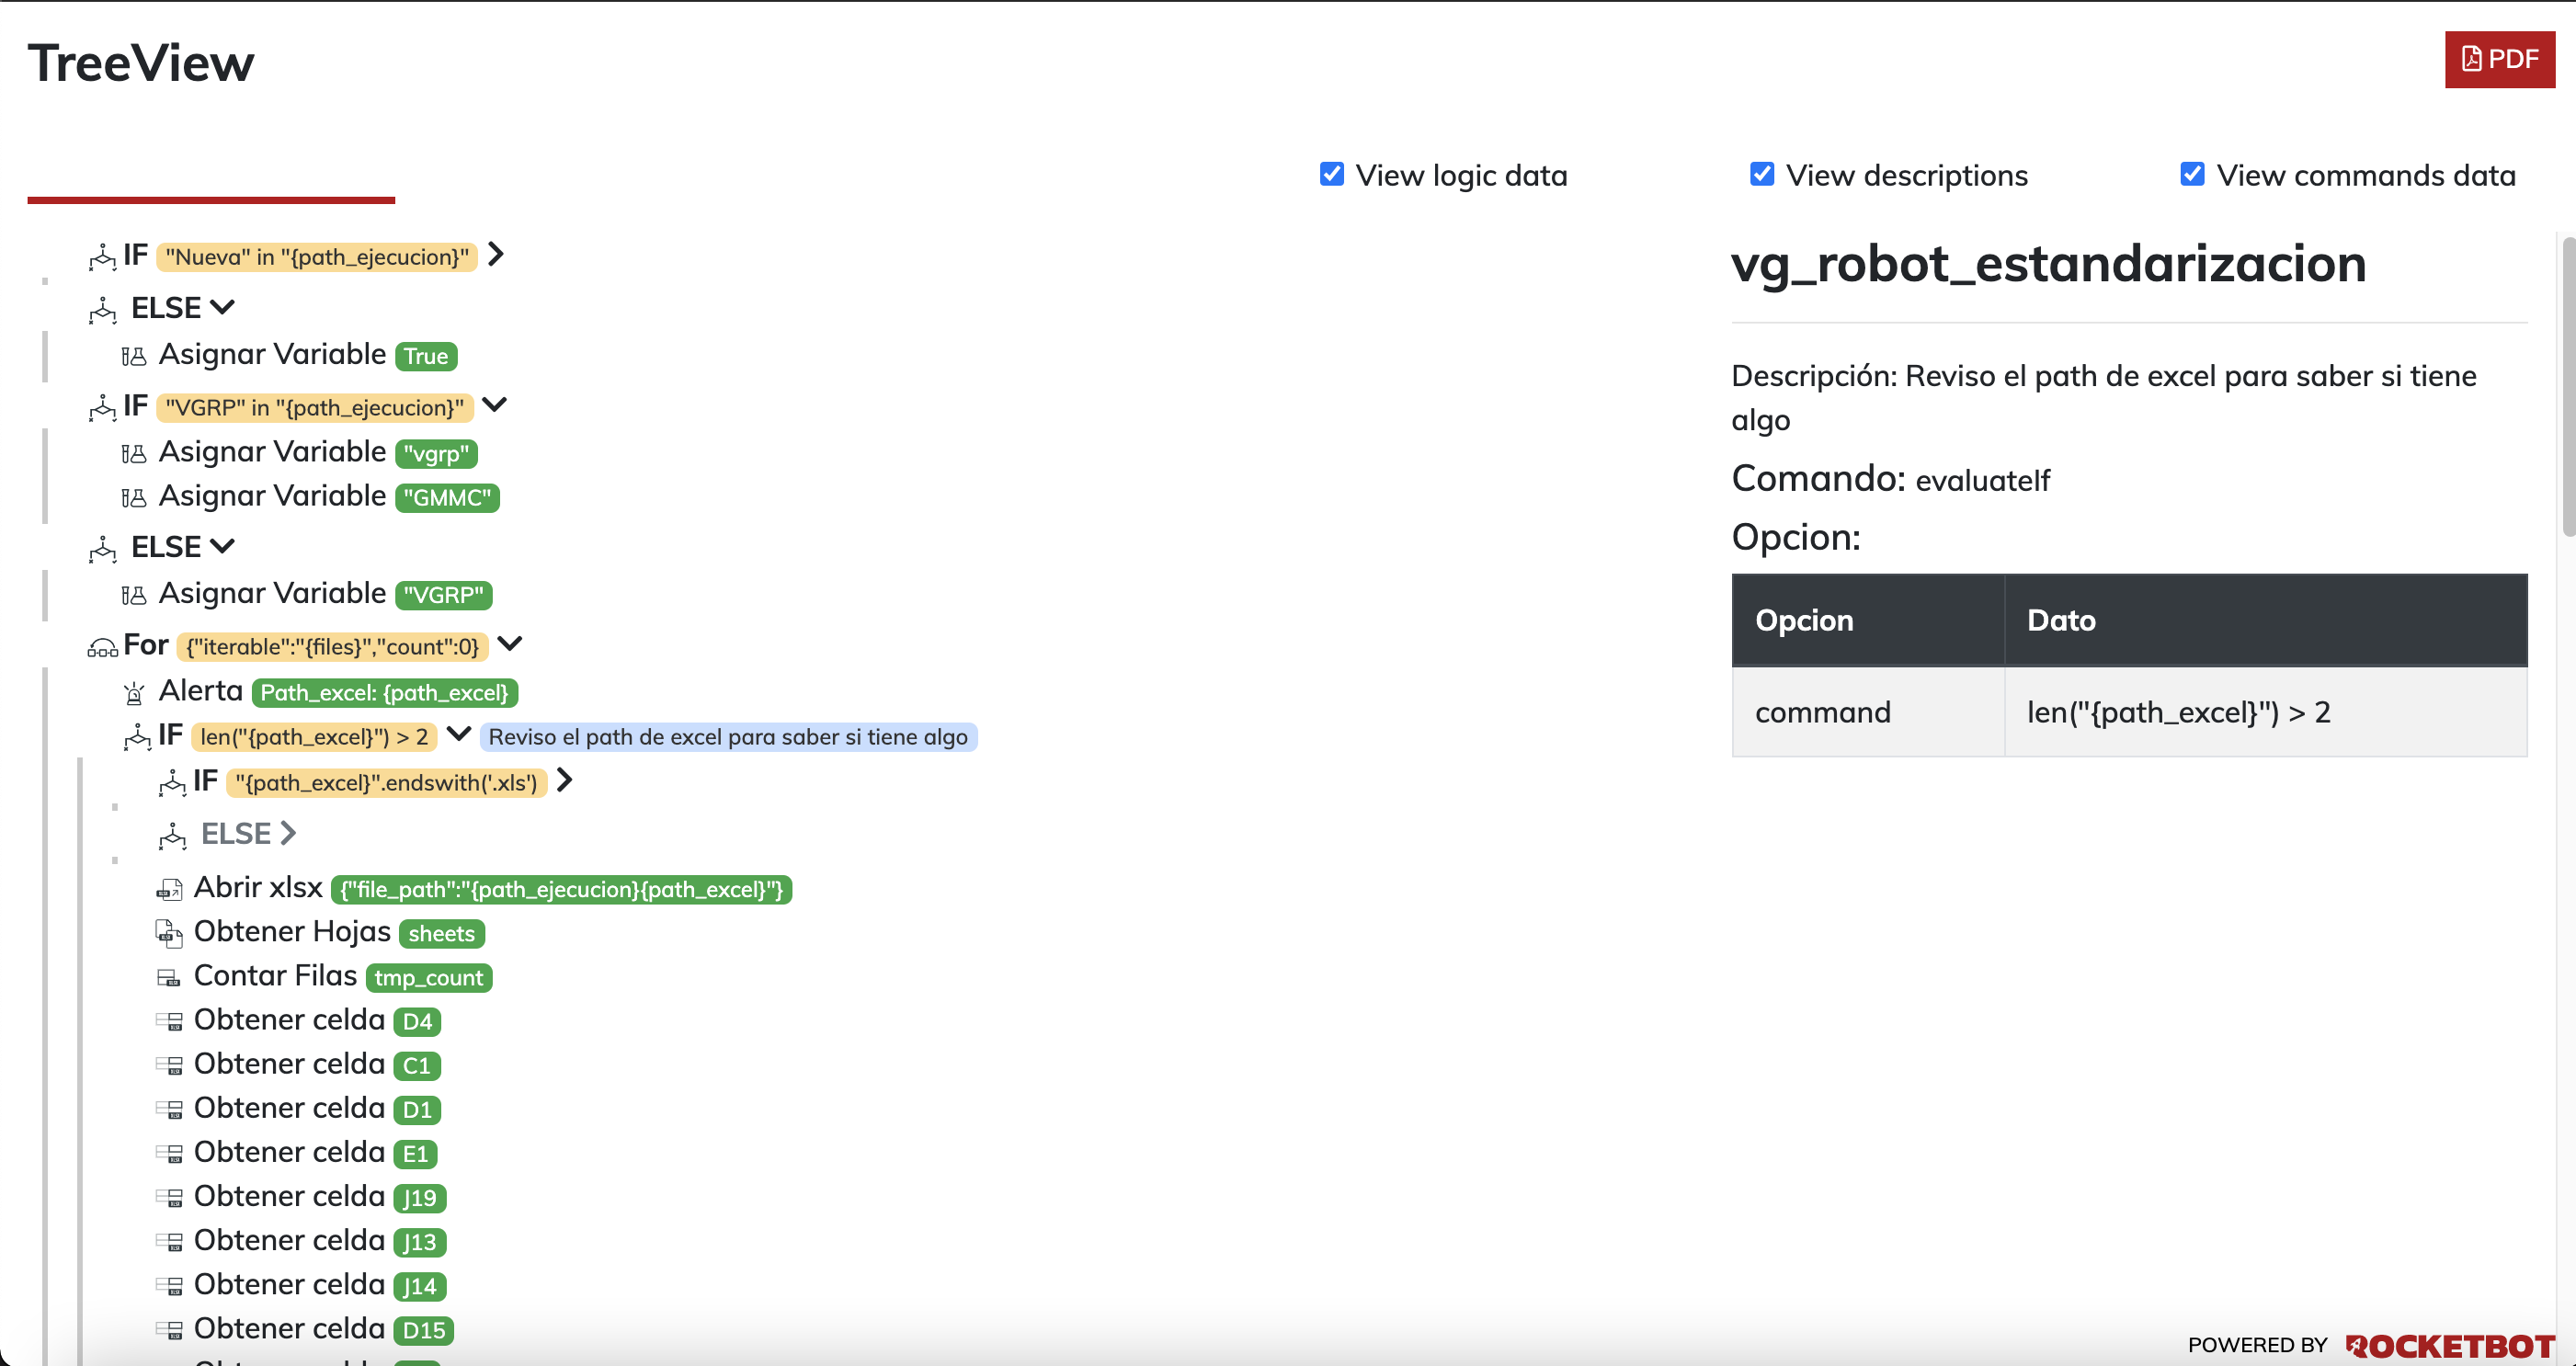 TreeView
PDF
View logic data
View descriptions
View commands data
IF "Nueva" in "{path_ejecucion}"
ELSE
Asignar Variable True
IF "VGRP" in "{path_ejecucion}"
Asignar Variable "vgrp"
Asignar Variable "GMMC"
ELSE
Asignar Variable "VGRP"
For {"iterable":"{files}","count":0}
Alerta Path_excel: {path_excel}
IF len("{path_excel}") > 2 Reviso el path de excel para saber si tiene algo
IF "{path_excel}".endswith('.xls')
ELSE
Abrir xlsx {"file_path":"{path_ejecucion}{path_excel}"}
Obtener Hojas sheets
Contar Filas tmp_count
Obtener celda D4
Obtener celda C1
Obtener celda D1
Obtener celda E1
Obtener celda J19
Obtener celda J13
Obtener celda J14
Obtener celda D15
vg_robot_estandarizacion
Descripción: Reviso el path de excel para saber si tiene
algo
Comando: evaluateIf
Opcion:
Opcion Dato
command len("{path_excel}") > 2
POWERED BY ROCKETBOT